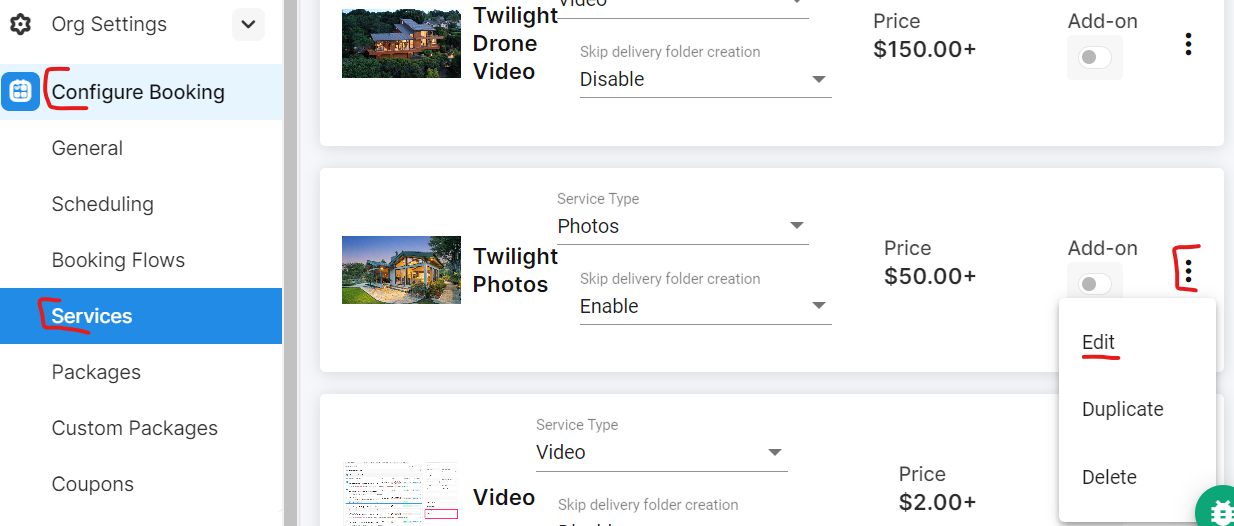 Org Settings
Configure Booking
General
Scheduling
Booking Flows
Services
Packages
Custom Packages
Coupons
Twilight
Drone
Video
Video
Skip delivery folder creation
Disable
Price
$150.00+
Add-on
Twilight
Photos
Service Type
Photos
Skip delivery folder creation
Enable
Price
$50.00+
Add-on
Edit
Duplicate
Delete
Video
Service Type
Video
Skip delivery folder creation
Price
$2.00+